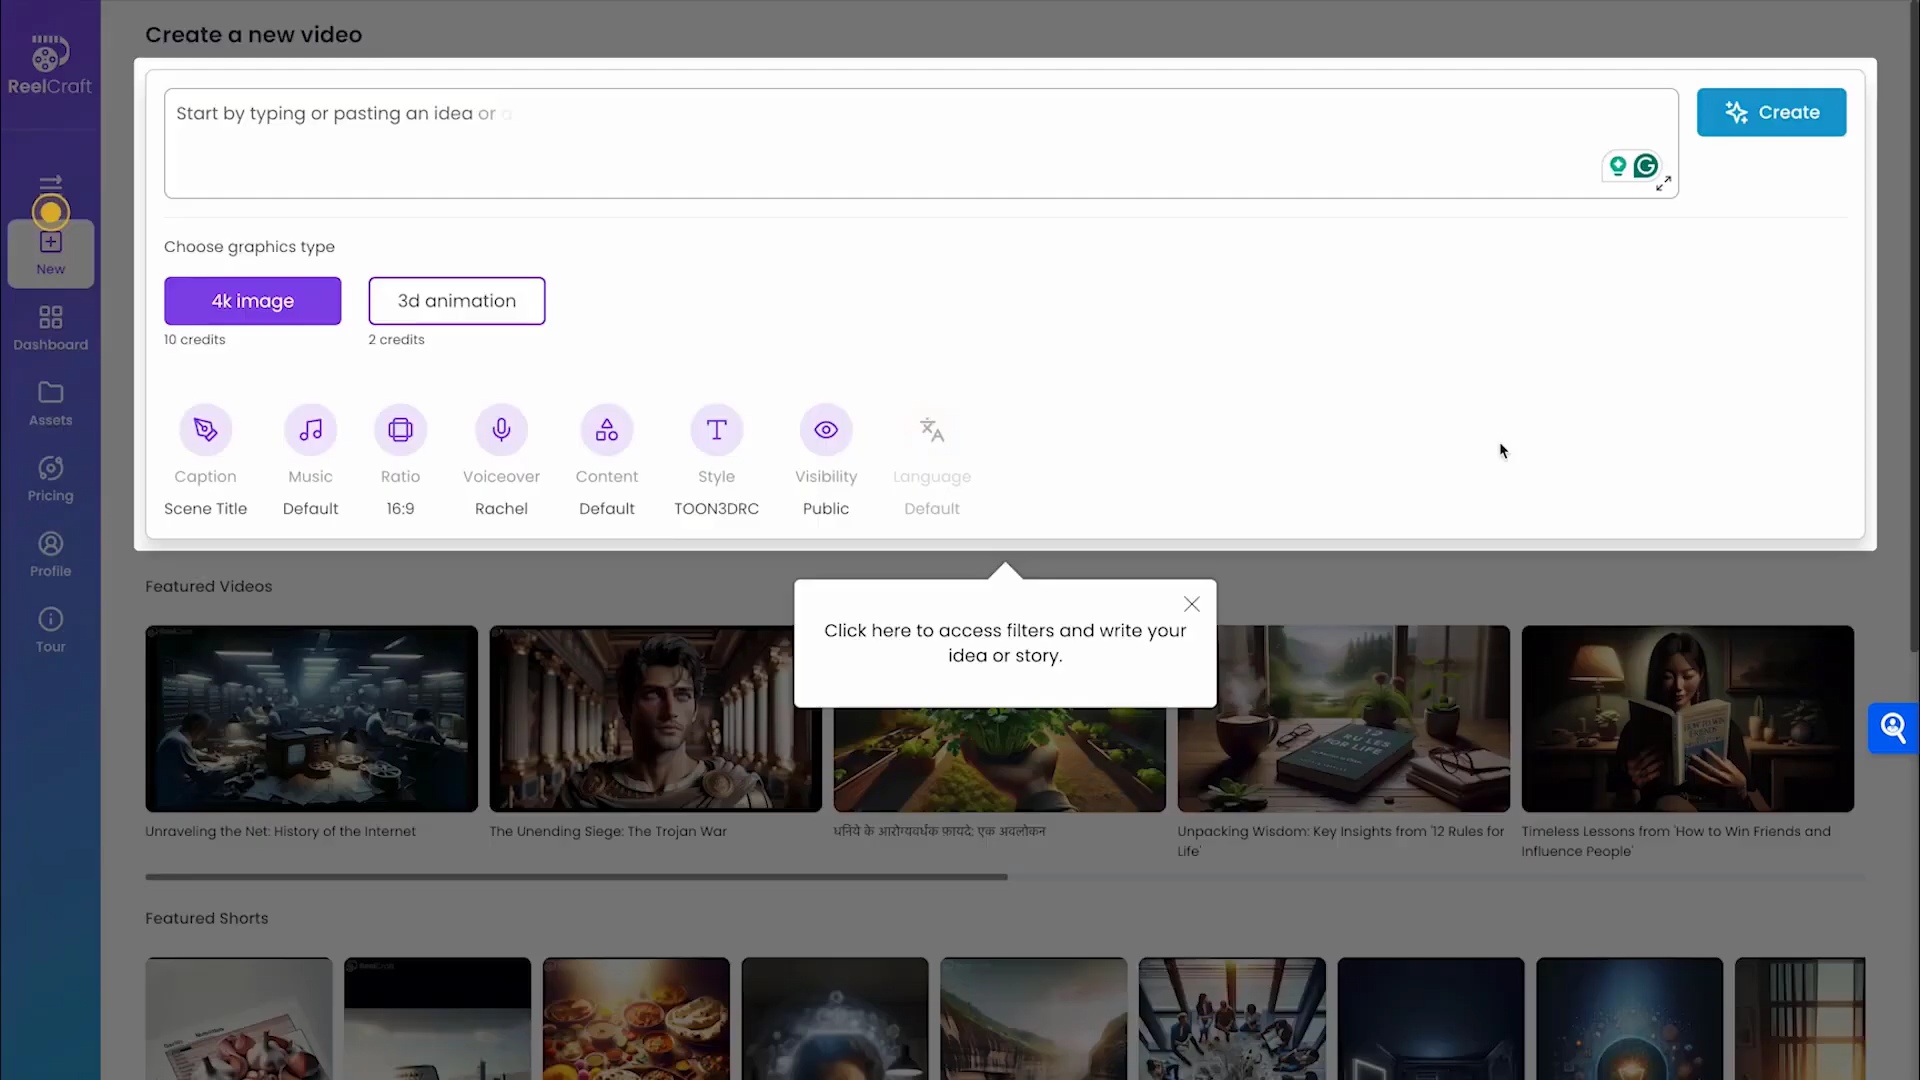 Create a new video
ReelCraft
Start by typing or pasting an idea or a
Create
Choose graphics type
4k image
3d animation
10 credits
2 credits
New
Dashboard
Assets
Pricing
Profile
Tour
Caption
Music
Ratio
Voiceover
Content
Style
Visibility
Language
Scene Title
Default
16:9
Rachel
Default
TOON3DRC
Public
Default
Featured Videos
Click here to access filters and write your
idea or story.
12
RULES
FOR LIFE
Unraveling the Net: History of the Internet
The Unending Siege: The Trojan War
धनिये के आरोग्यवर्धक फ़ायदे: एक अवलोकन
Unpacking Wisdom: Key Insights from '12 Rules for
Life'
Timeless Lessons from 'How to Win Friends and
Influence People'
Featured Shorts
ReelCraft